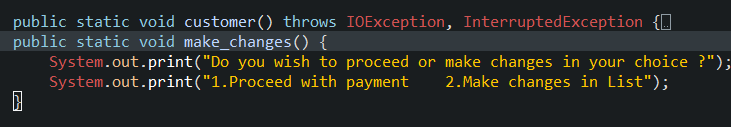 public static void customer() throws IOException, InterruptedException {
public static void make_changes() {
    System.out.print("Do you wish to proceed or make changes in your choice ?");
    System.out.print("1.Proceed with payment    2.Make changes in List");
}